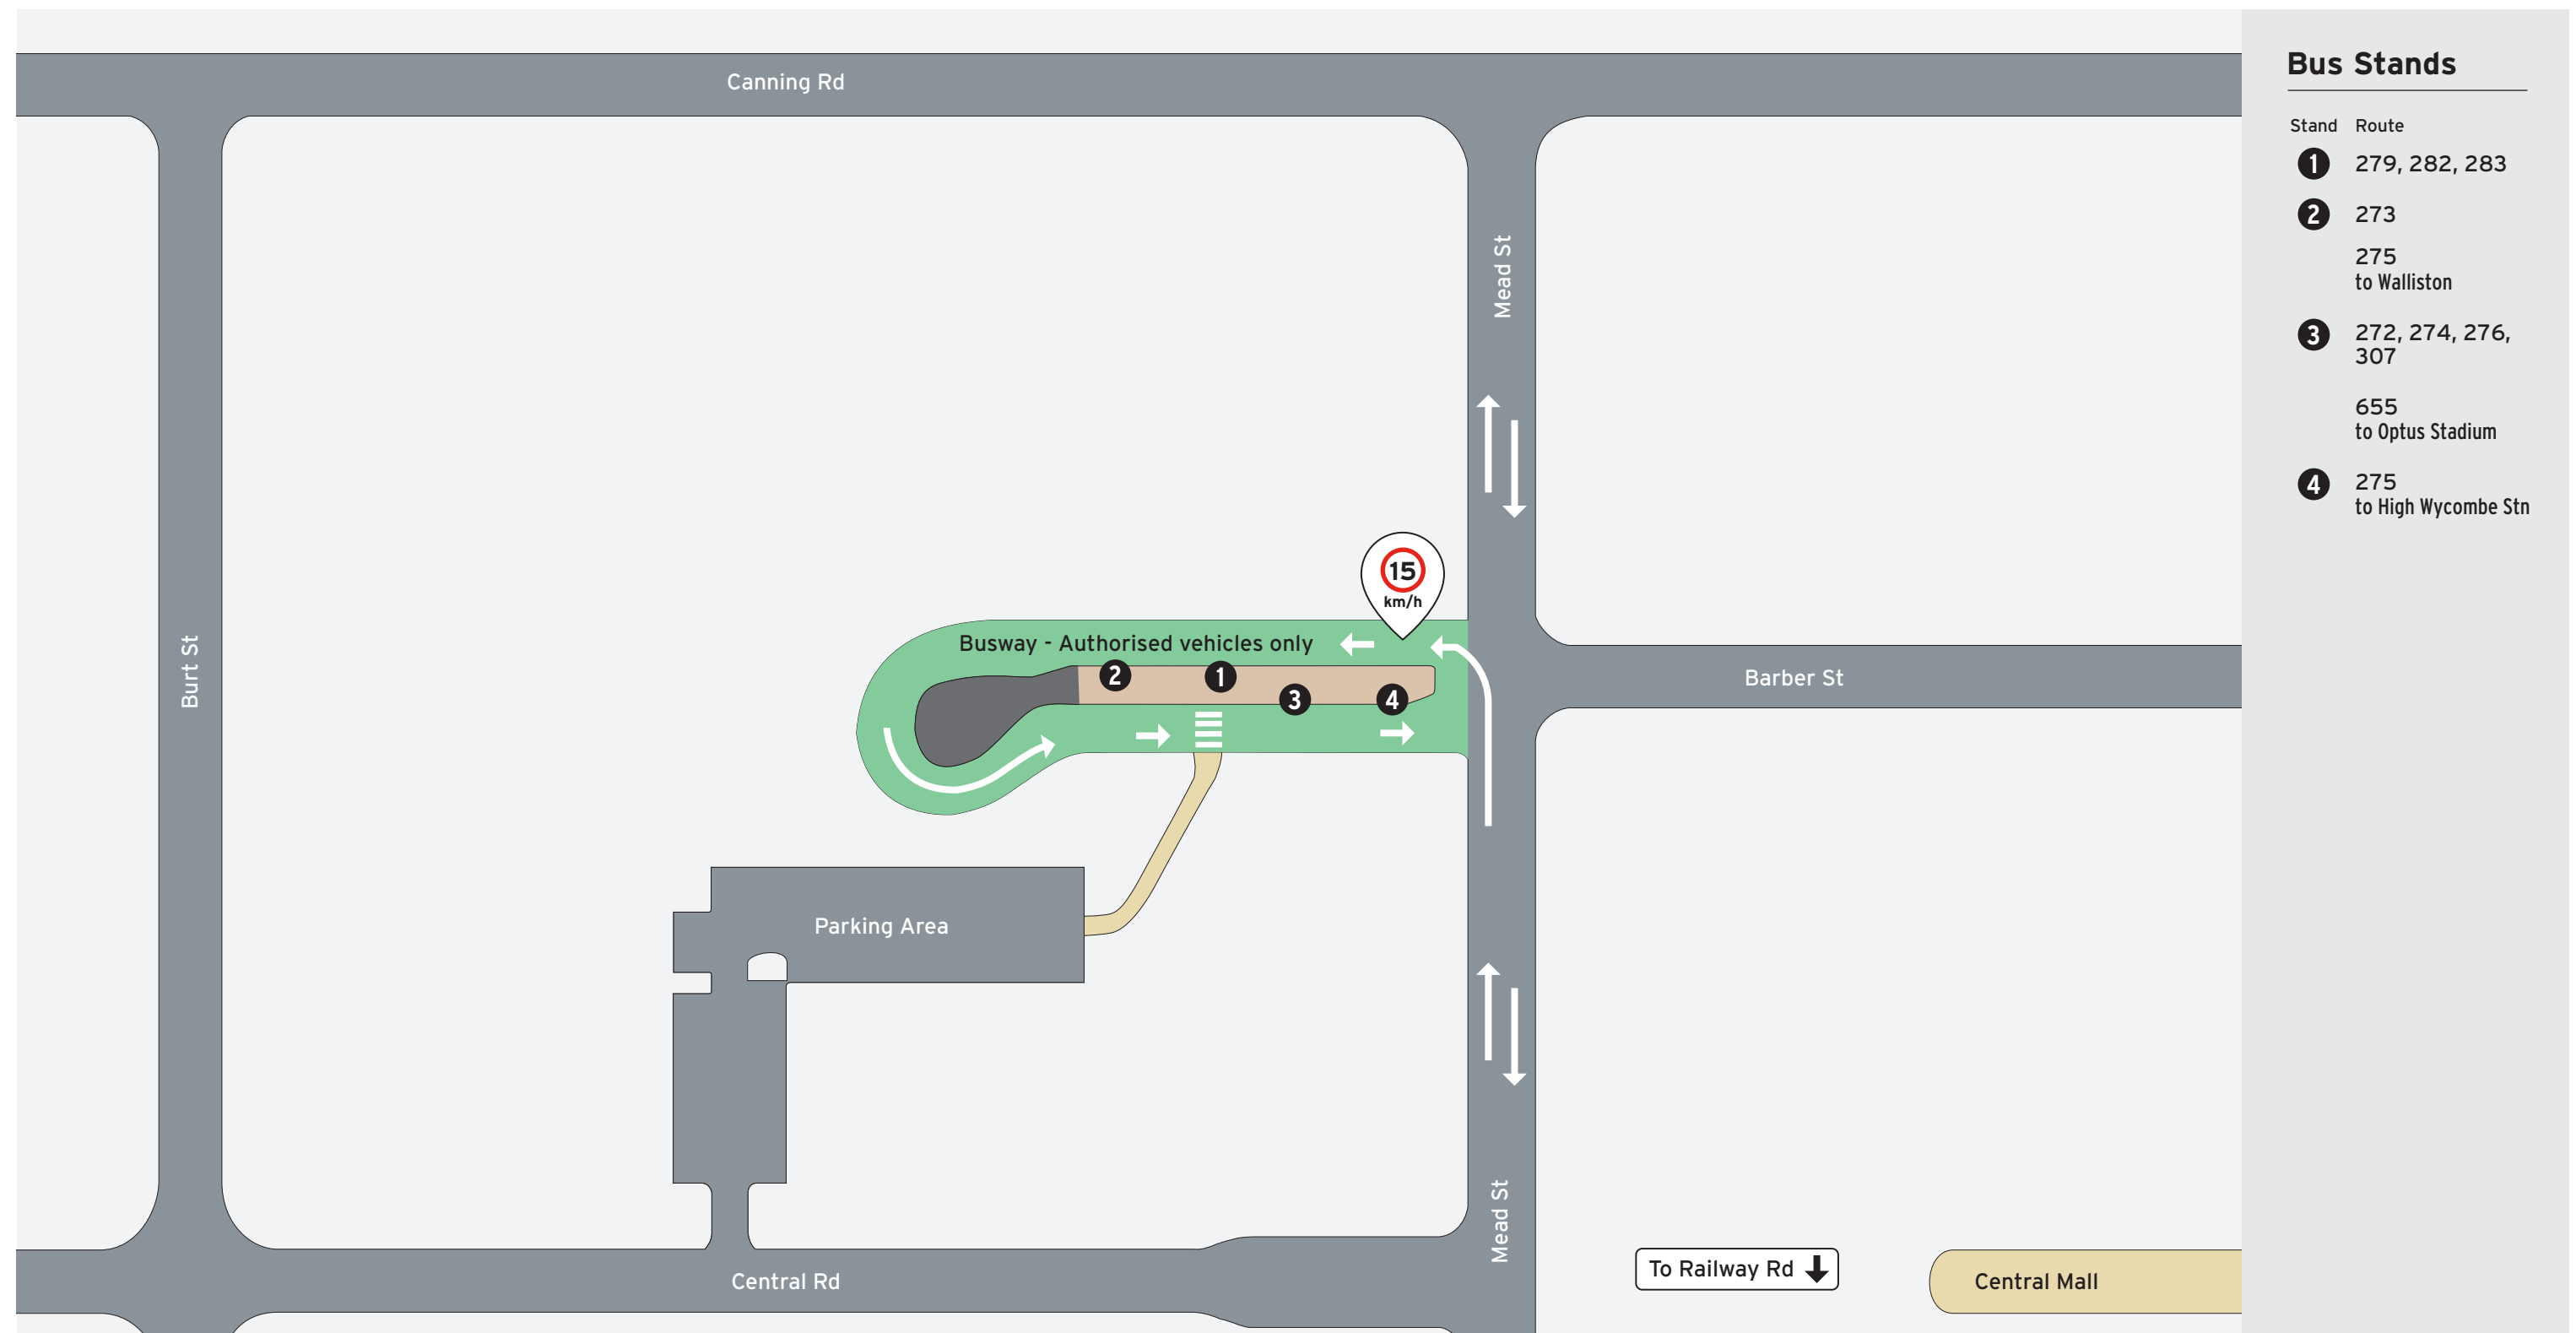 Canning Rd
Mead St
Burt St
15
km/h
Busway - Authorised vehicles only
2
1
3
4
Barber St
Parking Area
Mead St
Central Rd
To Railway Rd
Central Mall
Bus Stands
Stand Route
1 279, 282, 283
2 273
275
to Walliston
3 272, 274, 276,
307
655
to Optus Stadium
4 275
to High Wycombe Stn